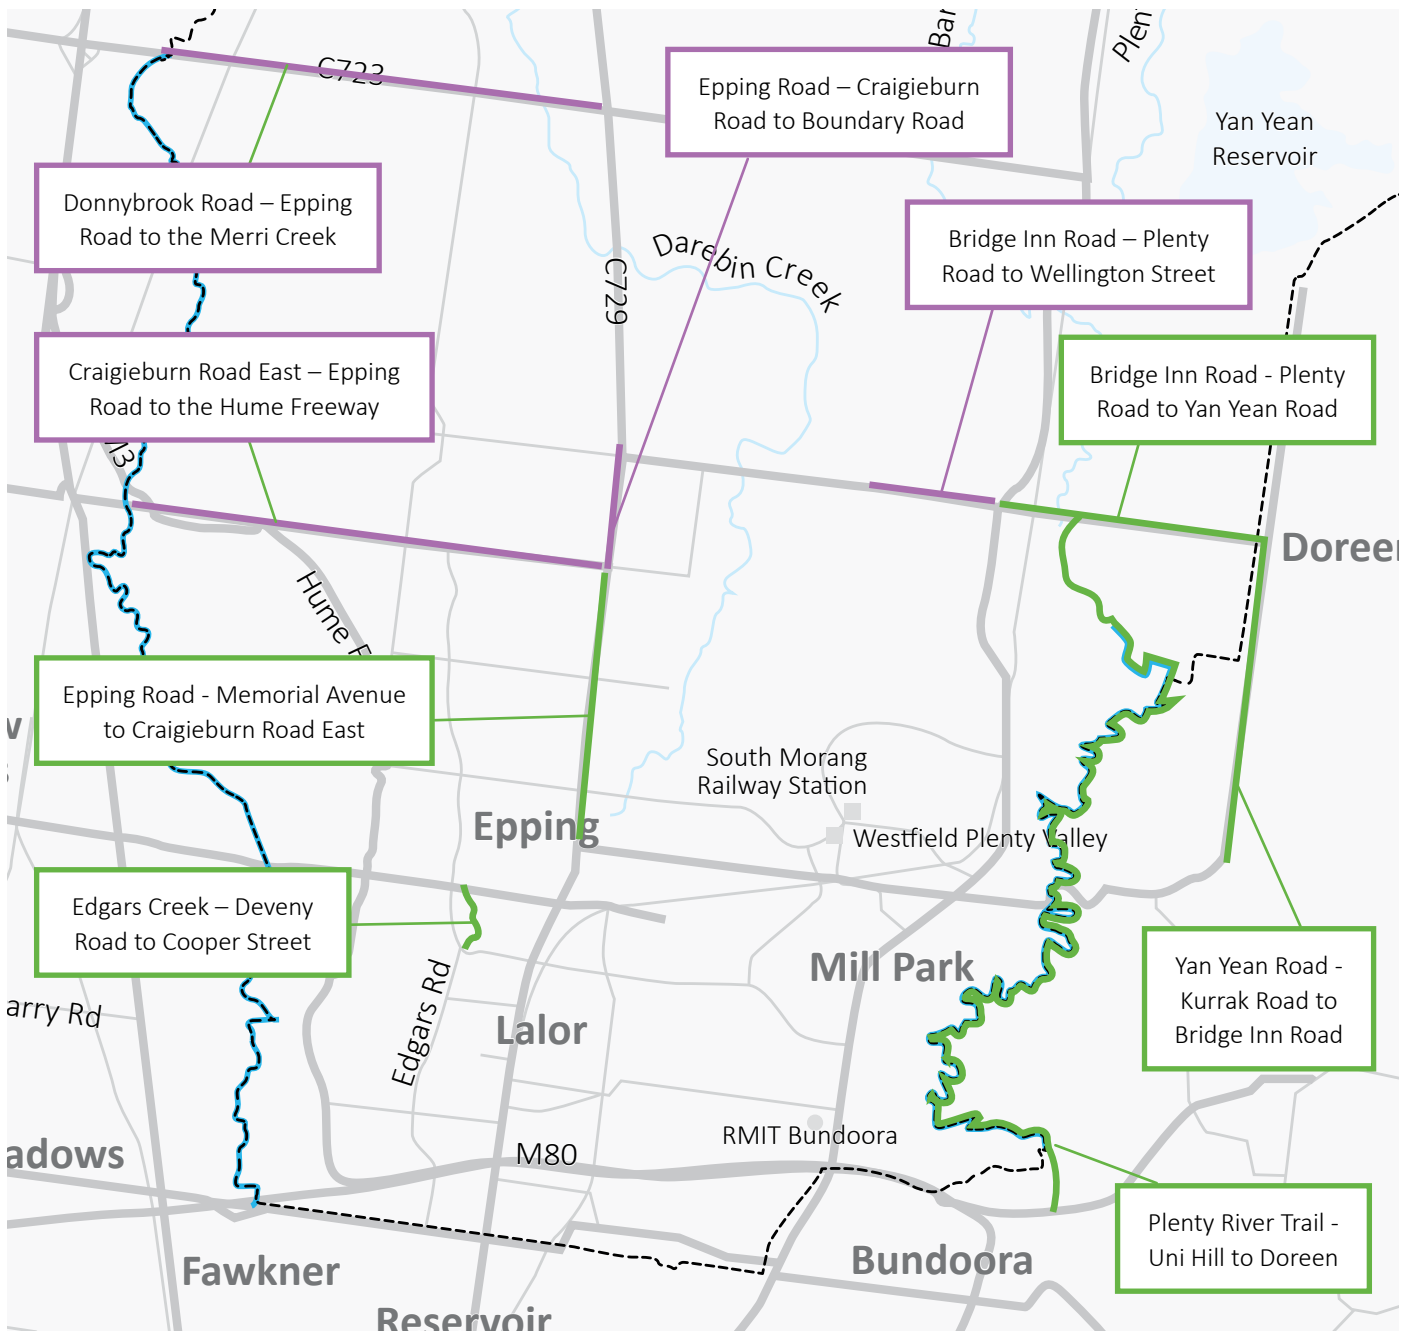 C723
Bar
Plen
Epping Road – Craigieburn
Road to Boundary Road
Yan Yean
Reservoir
Donnybrook Road – Epping
Road to the Merri Creek
Darebin Creek
C729
Bridge Inn Road – Plenty
Road to Wellington Street
Craigieburn Road East – Epping
Road to the Hume Freeway
Bridge Inn Road - Plenty
Road to Yan Yean Road
M3
Doreen
Hume F
Epping Road - Memorial Avenue
to Craigieburn Road East
w
South Morang
Railway Station
Epping
Westfield Plenty Valley
Edgars Creek – Deveny
Road to Cooper Street
Mill Park
Yan Yean Road -
Kurrak Road to
Bridge Inn Road
arry Rd
Edgars Rd
Lalor
RMIT Bundoora
adows
M80
Plenty River Trail -
Uni Hill to Doreen
Fawkner
Bundoora
Reservoir